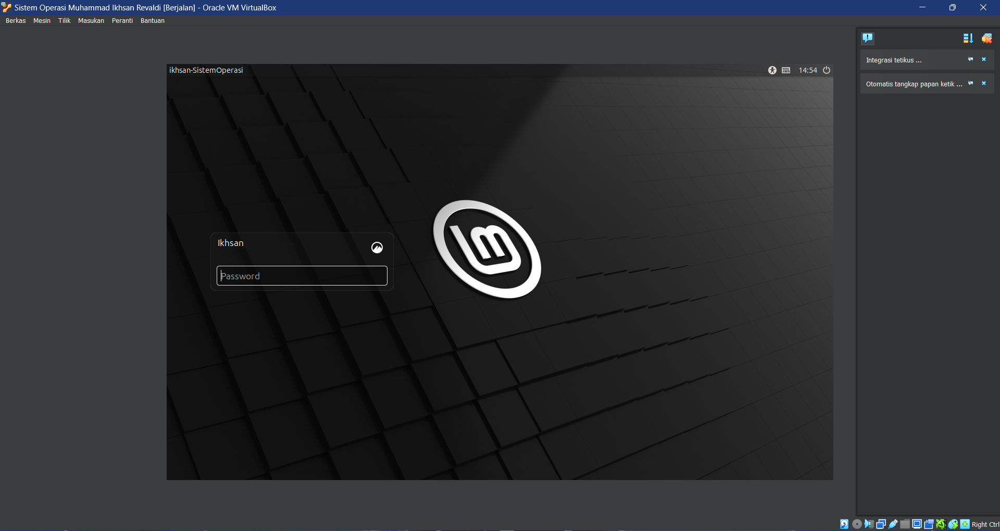 Sistem Operasi Muhammad Ikhsan Revaldi [Berjalan] - Oracle VM VirtualBox
Berkas Mesin Tilik Masukan Peranti Bantuan
ikhsan-SistemOperasi
14:54
Ikhsan
Password
Integrasi tetikus ...
Otomatis tangkap papan ketik ...
Right Ctrl